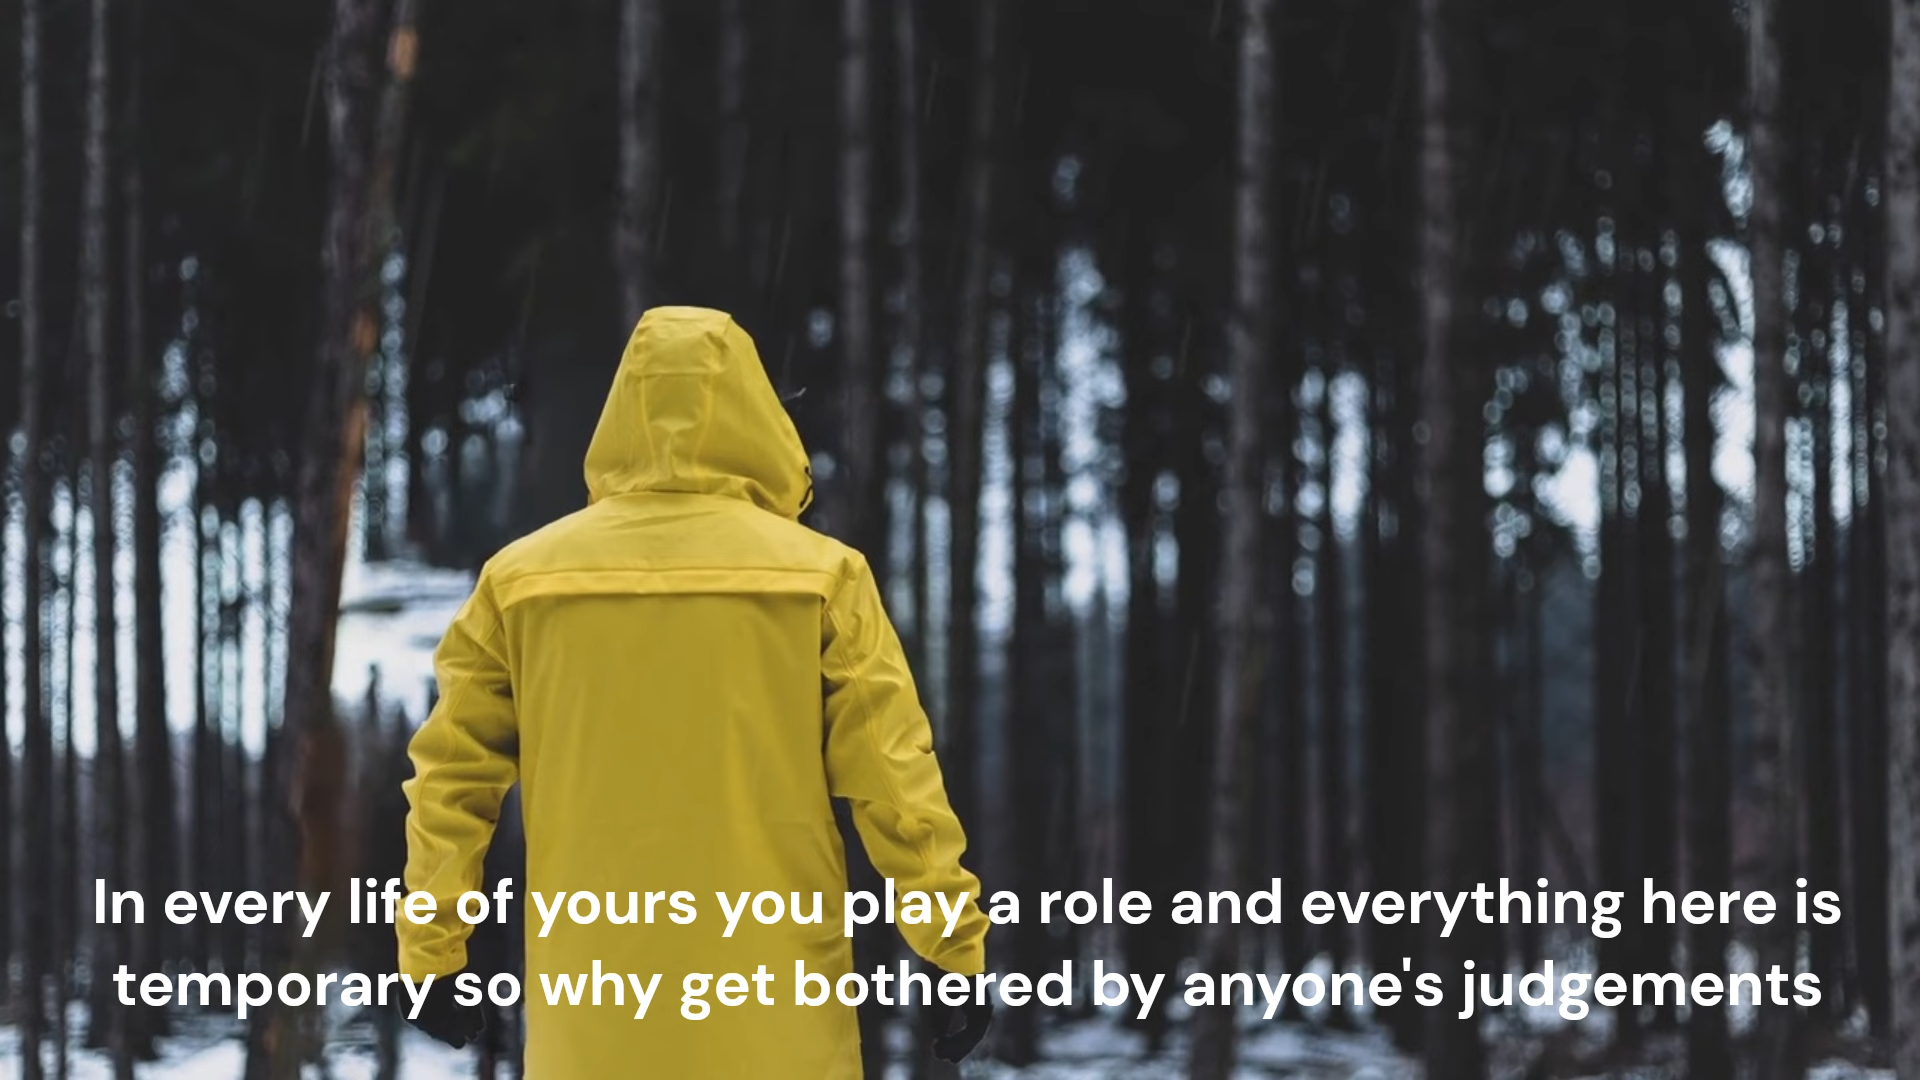 In every life of yours you play a role and everything here is
temporary so why get bothered by anyone's judgements